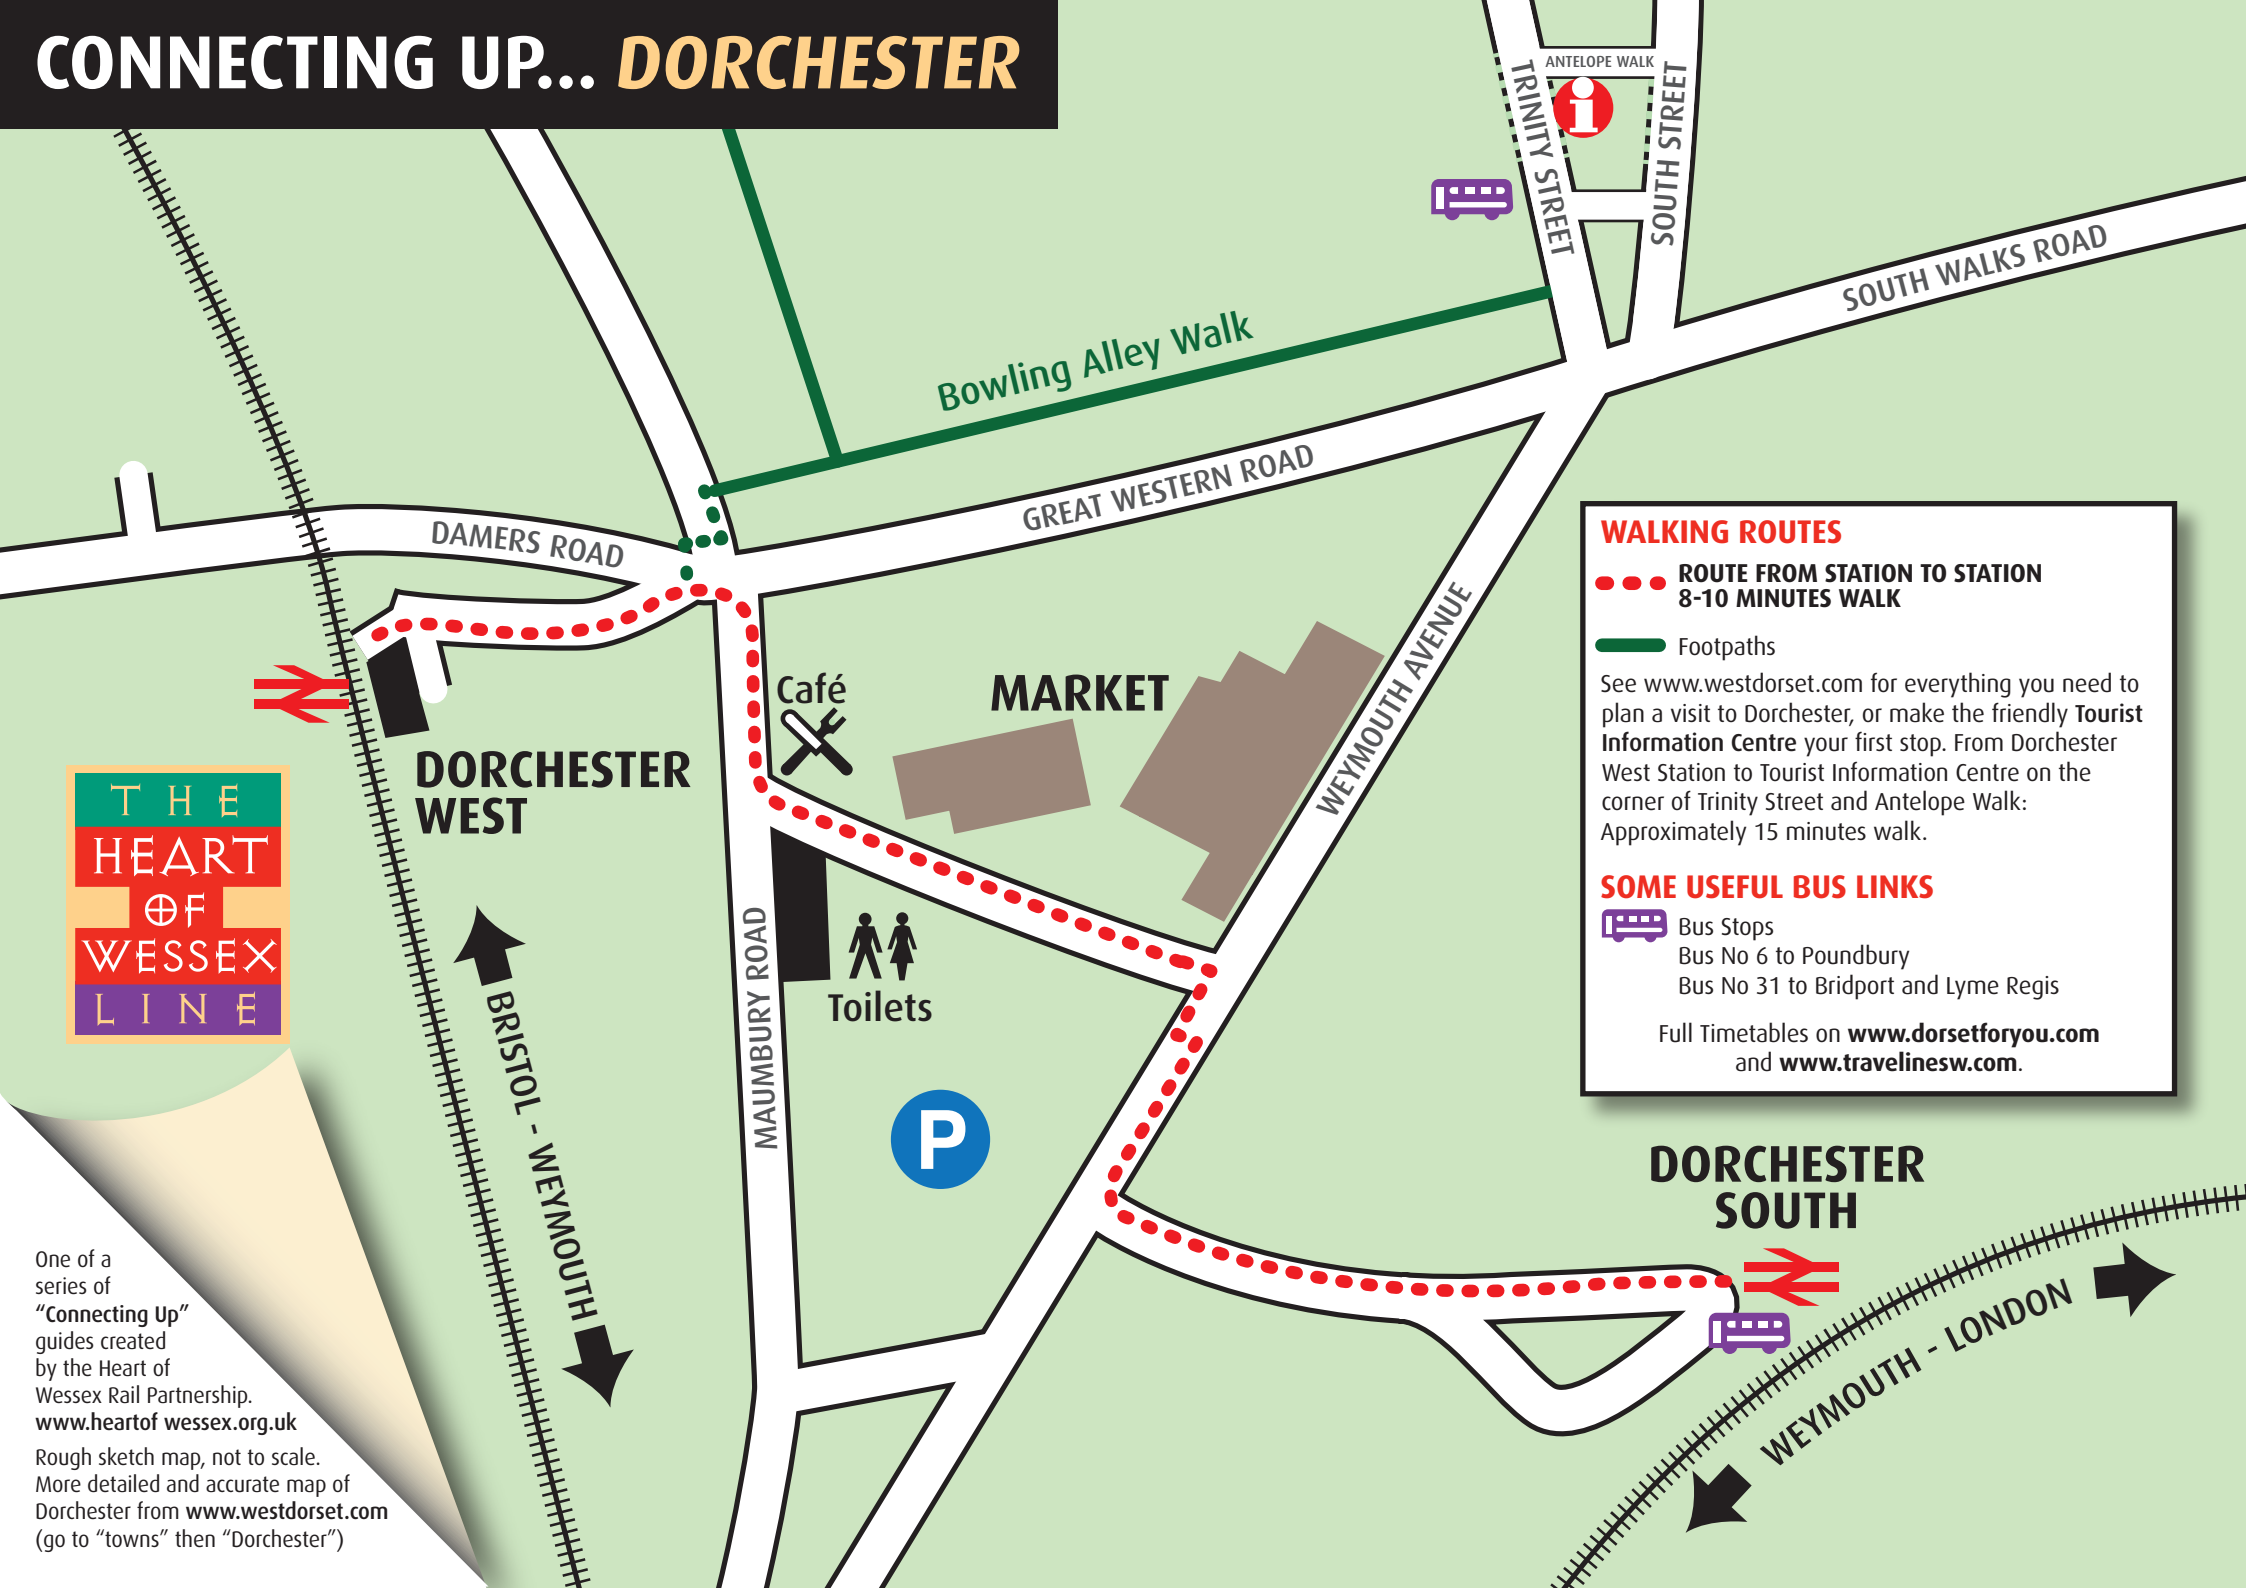 CONNECTING UP... DORCHESTER
ANTELOPE WALK
TRINITY STREET
SOUTH STREET
SOUTH WALKS ROAD
Bowling Alley Walk
GREAT WESTERN ROAD
DAMERS ROAD
WEYMOUTH AVENUE
Café
MARKET
DORCHESTER
WEST
THE
HEART
OF
WESSEX
LINE
BRISTOL - WEYMOUTH
MAUMBURY ROAD
Toilets
P
WALKING ROUTES
ROUTE FROM STATION TO STATION
8-10 MINUTES WALK
Footpaths
See www.westdorset.com for everything you need to
plan a visit to Dorchester, or make the friendly Tourist
Information Centre your first stop. From Dorchester
West Station to Tourist Information Centre on the
corner of Trinity Street and Antelope Walk:
Approximately 15 minutes walk.
SOME USEFUL BUS LINKS
Bus Stops
Bus No 6 to Poundbury
Bus No 31 to Bridport and Lyme Regis
Full Timetables on www.dorsetforyou.com
and www.travelinesw.com.
DORCHESTER
SOUTH
WEYMOUTH - LONDON
One of a
series of
“Connecting Up”
guides created
by the Heart of
Wessex Rail Partnership.
www.heartof wessex.org.uk
Rough sketch map, not to scale.
More detailed and accurate map of
Dorchester from www.westdorset.com
(go to “towns” then “Dorchester”)